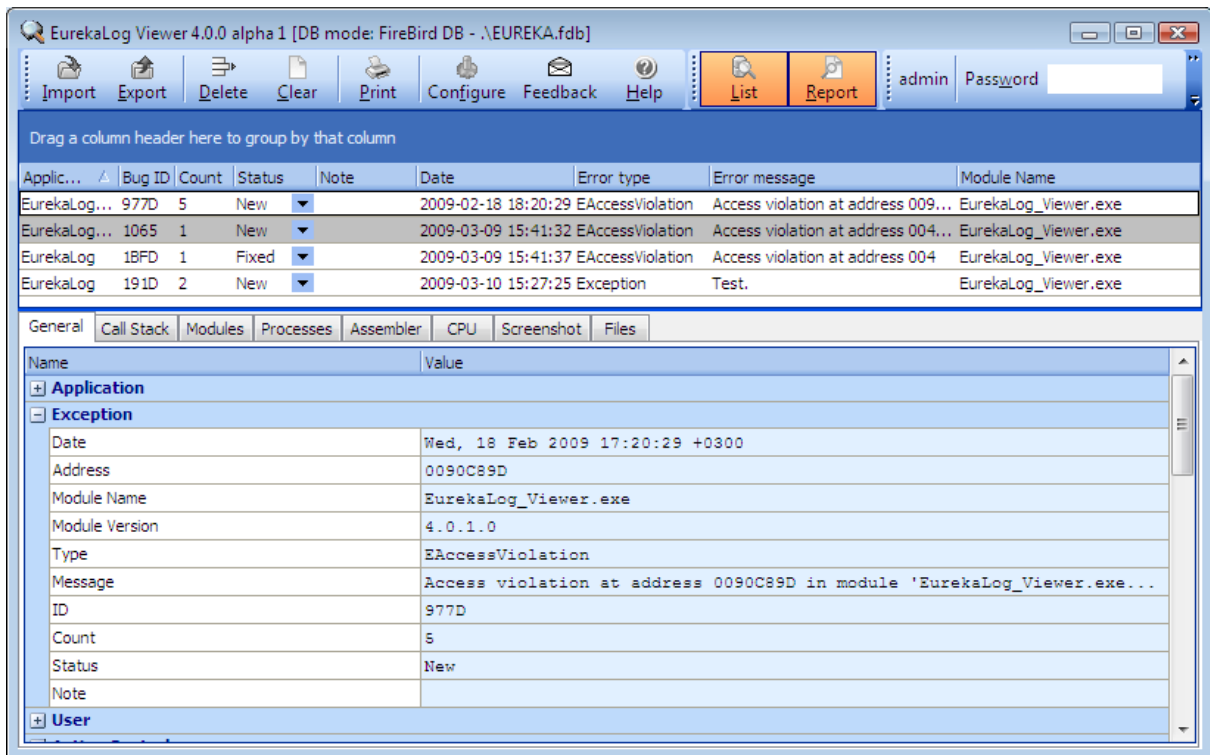 EurekaLog Viewer 4.0.0 alpha 1 [DB mode: FireBird DB - .\EUREKA.fdb]
Import Export Delete Clear Print Configure Feedback Help List Report admin Password
Drag a column header here to group by that column
Applic... Bug ID Count Status Note Date Error type Error message Module Name
EurekaLog... 977D 5 New 2009-02-18 18:20:29 EAccessViolation Access violation at address 009... EurekaLog_Viewer.exe
EurekaLog... 1065 1 New 2009-03-09 15:41:32 EAccessViolation Access violation at address 004... EurekaLog_Viewer.exe
EurekaLog 1BFD 1 Fixed 2009-03-09 15:41:37 EAccessViolation Access violation at address 004 EurekaLog_Viewer.exe
EurekaLog 191D 2 New 2009-03-10 15:27:25 Exception Test. EurekaLog_Viewer.exe
General Call Stack Modules Processes Assembler CPU Screenshot Files
Name Value
Application
Exception
Date Wed, 18 Feb 2009 17:20:29 +0300
Address 0090C89D
Module Name EurekaLog_Viewer.exe
Module Version 4.0.1.0
Type EAccessViolation
Message Access violation at address 0090C89D in module 'EurekaLog_Viewer.exe...
ID 977D
Count 5
Status New
Note
User